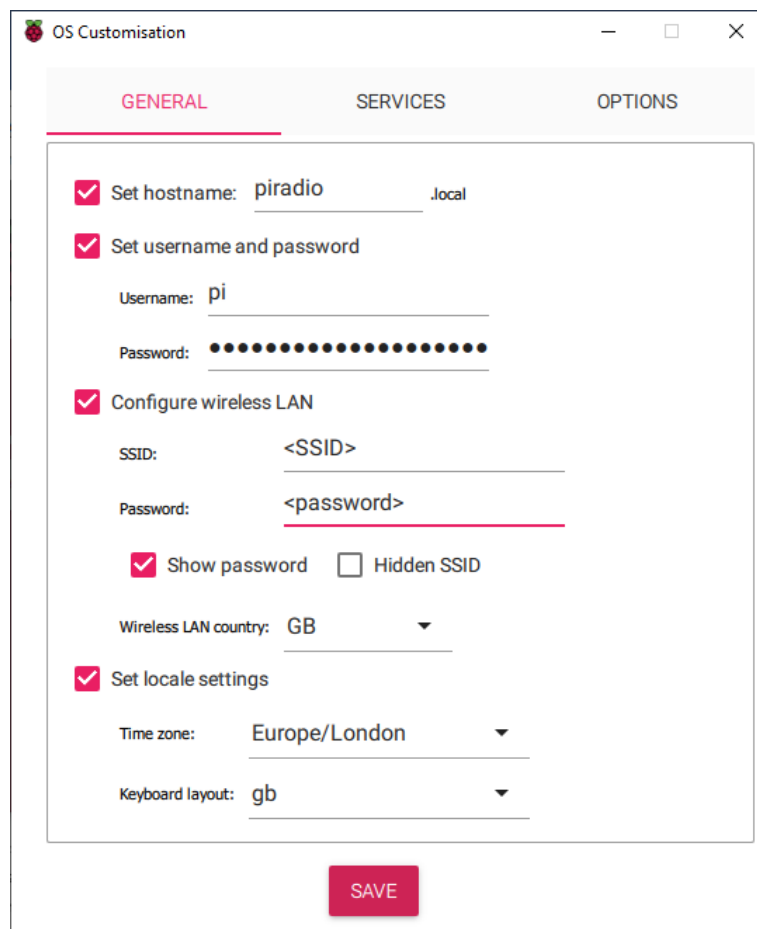 OS Customisation
GENERAL SERVICES OPTIONS
Set hostname: piradio .local
Set username and password
Username: pi
Password: ••••••••••••••••••••
Configure wireless LAN
SSID: <SSID>
Password: <password>
Show password Hidden SSID
Wireless LAN country: GB
Set locale settings
Time zone: Europe/London
Keyboard layout: gb
SAVE